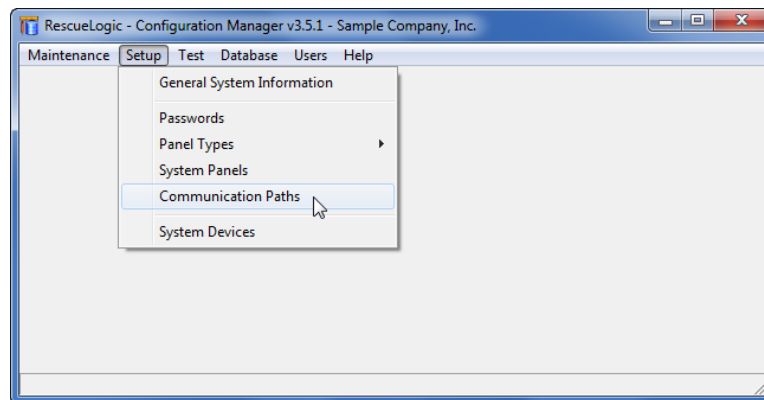 RescueLogic - Configuration Manager v3.5.1 - Sample Company, Inc.
Maintenance Setup Test Database Users Help
General System Information
Passwords
Panel Types
System Panels
Communication Paths
System Devices